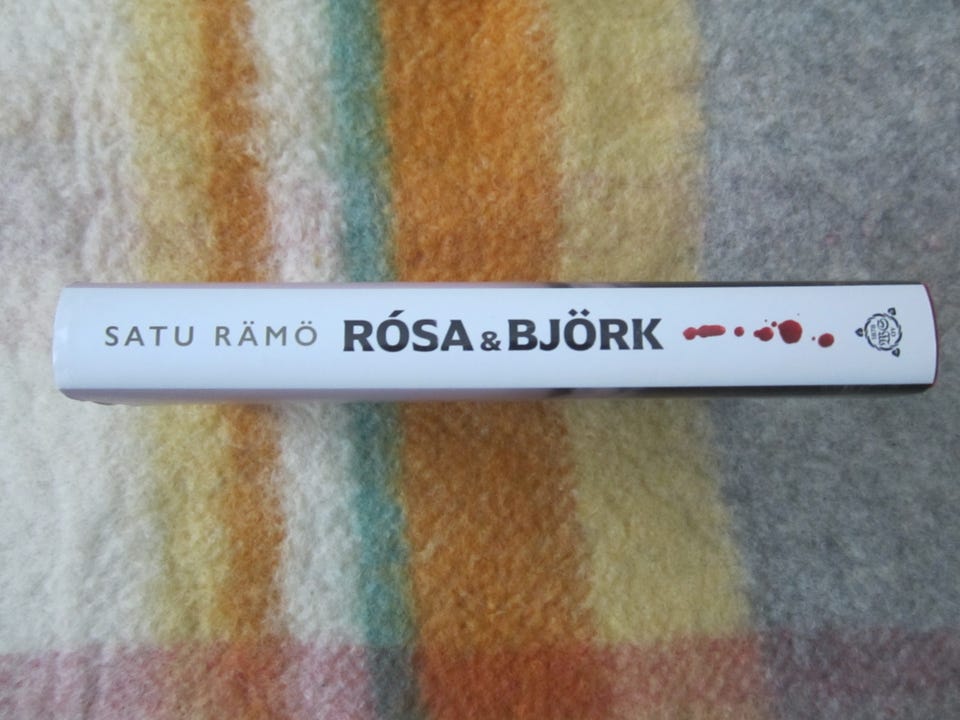 SATU RÄMÖ RÓSA & BJÖRK